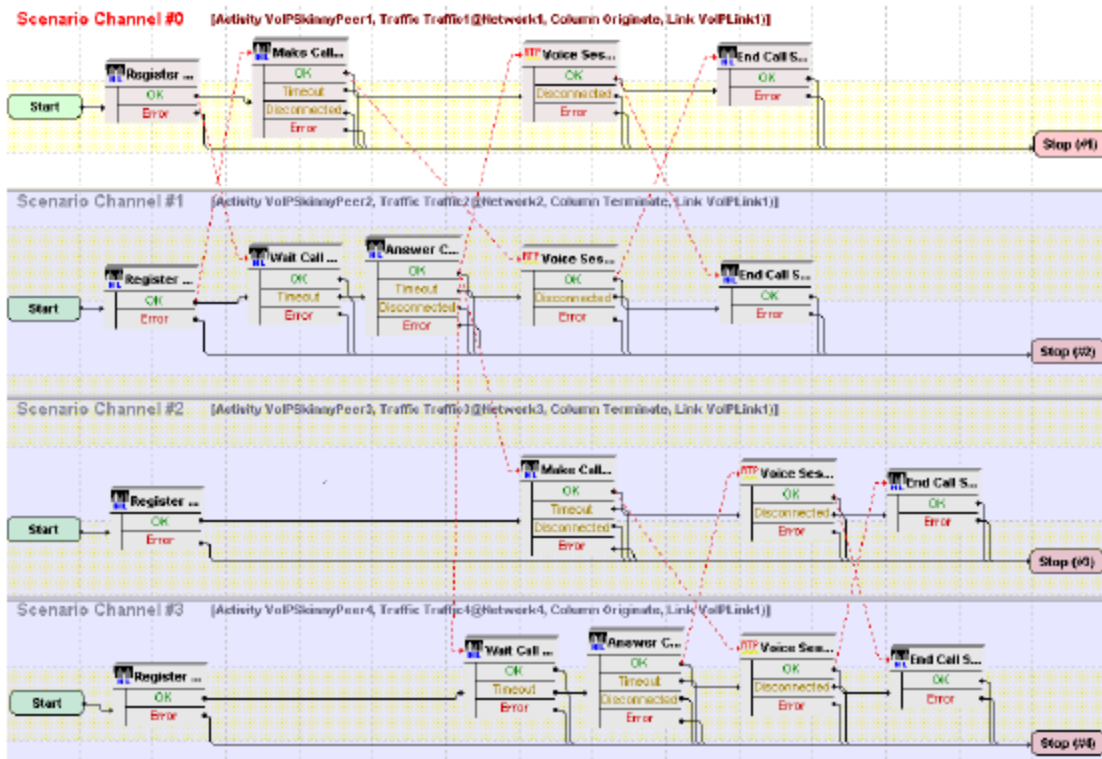 Scenario Channel #0 [Activity VoIPSkinnyPeer1, Traffic Traffic1@Network1, Column Originate, Link VoIPLink1)]
Start
Register ...
OK
Error
Make Call...
OK
Timeout
Disconnected
Error
RTP Voice Ses...
OK
Disconnected
Error
End Call S...
OK
Error
Stop (#1)
Scenario Channel #1 [Activity VoIPSkinnyPeer2, Traffic Traffic2@Network2, Column Terminate, Link VoIPLink1)]
Start
Register ...
OK
Error
Wait Call ...
OK
Timeout
Error
Answer C...
OK
Timeout
Disconnected
Error
RTP Voice Ses...
OK
Disconnected
Error
End Call S...
OK
Error
Stop (#2)
Scenario Channel #2 [Activity VoIPSkinnyPeer3, Traffic Traffic3@Network3, Column Terminate, Link VoIPLink1)]
Start
Register ...
OK
Error
Make Call...
OK
Timeout
Disconnected
Error
RTP Voice Ses...
OK
Disconnected
Error
End Call S...
OK
Error
Stop (#3)
Scenario Channel #3 [Activity VoIPSkinnyPeer4, Traffic Traffic4@Network4, Column Originate, Link VoIPLink1)]
Start
Register ...
OK
Error
Wait Call ...
OK
Timeout
Error
Answer C...
OK
Timeout
Disconnected
Error
RTP Voice Ses...
OK
Disconnected
Error
End Call S...
OK
Error
Stop (#4)